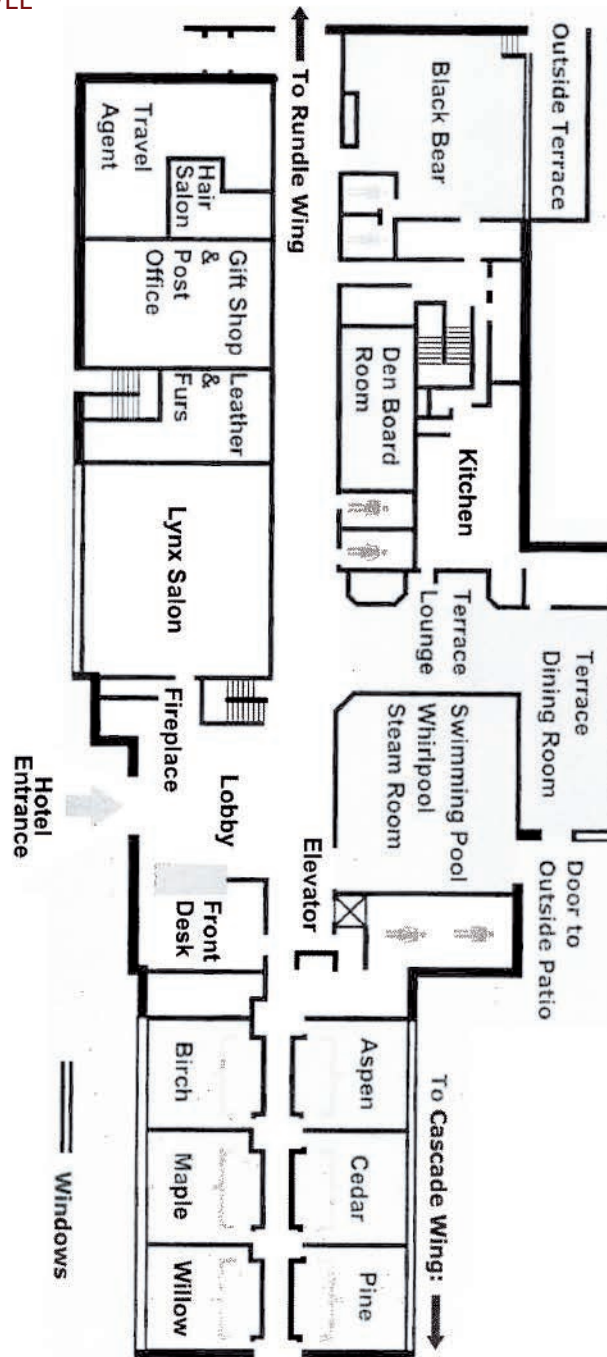 Outside Terrace
Black Bear
To Rundle Wing
Travel
Agent
Hair
Salon
Gift Shop
&
Post
Office
Leather
&
Furs
Den Board
Room
Kitchen
Lynx Salon
Terrace
Lounge
Terrace
Dining Room
Swimming Pool
Whirlpool
Steam Room
Fireplace
Lobby
Hotel
Entrance
Elevator
Front
Desk
Door to
Outside Patio
Birch
Aspen
Maple
Cedar
Willow
Pine
To Cascade Wing:
Windows